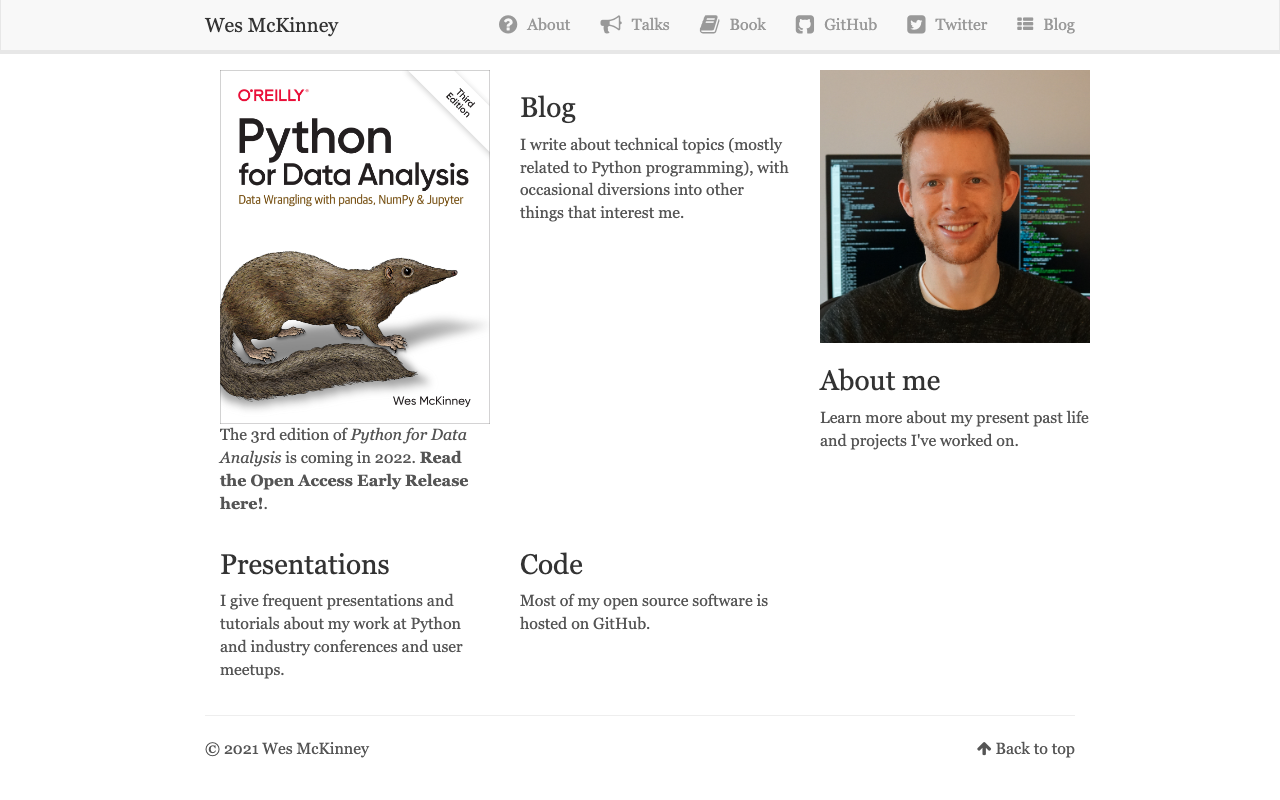 Wes McKinney
About
Talks
Book
GitHub
Twitter
Blog
O'REILLY®
Third
Edition
Python
for Data Analysis
Data Wrangling with pandas, NumPy & Jupyter
Wes McKinney
The 3rd edition of Python for Data
Analysis is coming in 2022. Read
the Open Access Early Release
here!.
Blog
I write about technical topics (mostly
related to Python programming), with
occasional diversions into other
things that interest me.
About me
Learn more about my present past life
and projects I've worked on.
Presentations
I give frequent presentations and
tutorials about my work at Python
and industry conferences and user
meetups.
Code
Most of my open source software is
hosted on GitHub.
© 2021 Wes McKinney
Back to top